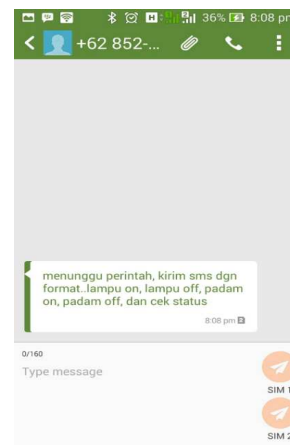 36% 8:08 pm
+62 852-...
menunggu perintah, kirim sms dgn
format..lampu on, lampu off, padam
on, padam off, dan cek status
8:08 pm 2
0/160
Type message
SIM 1
SIM 2